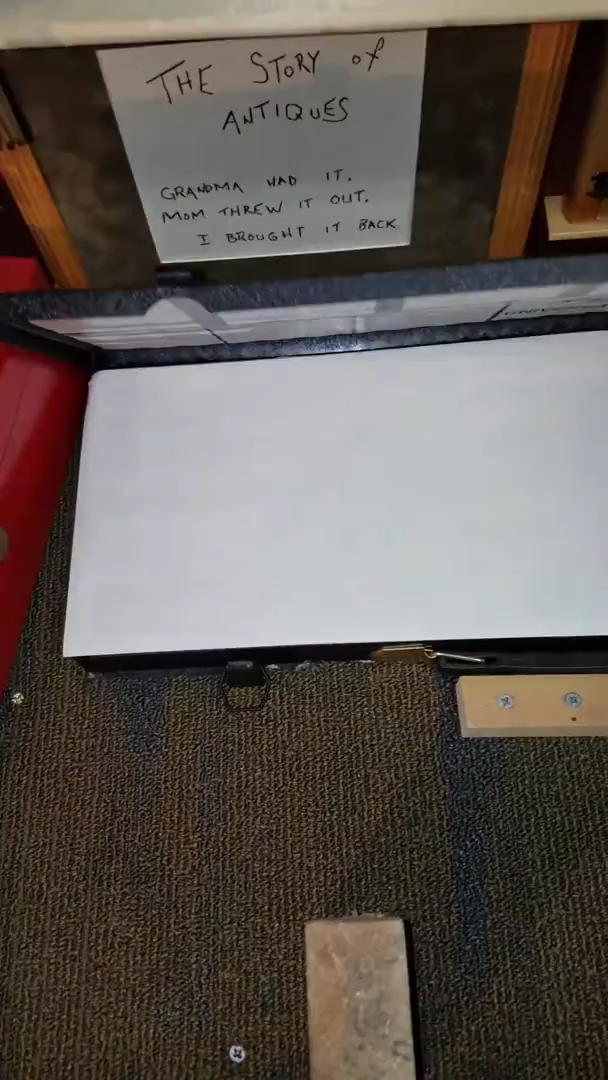 THE STORY of
ANTIQUES
GRANDMA HAD IT.
MOM THREW IT OUT.
I BROUGHT IT BACK